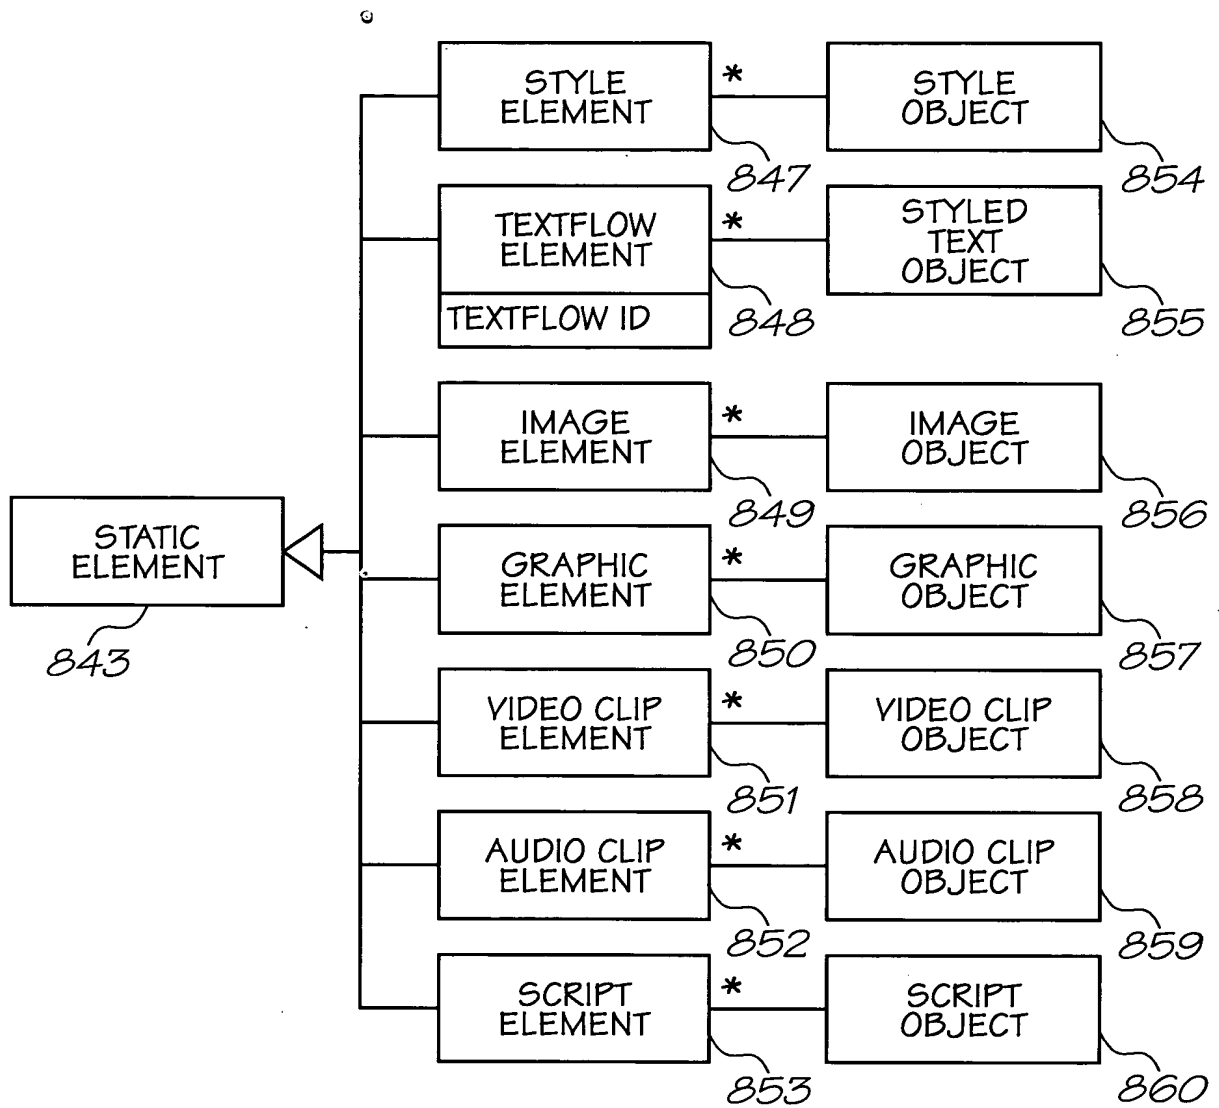 STYLE
ELEMENT
*
STYLE
OBJECT
847
854
TEXTFLOW
ELEMENT
*
STYLED
TEXT
OBJECT
TEXTFLOW ID
848
855
IMAGE
ELEMENT
*
IMAGE
OBJECT
849
856
STATIC
ELEMENT
843
GRAPHIC
ELEMENT
*
GRAPHIC
OBJECT
850
857
VIDEO CLIP
ELEMENT
*
VIDEO CLIP
OBJECT
851
858
AUDIO CLIP
ELEMENT
*
AUDIO CLIP
OBJECT
852
859
SCRIPT
ELEMENT
*
SCRIPT
OBJECT
853
860